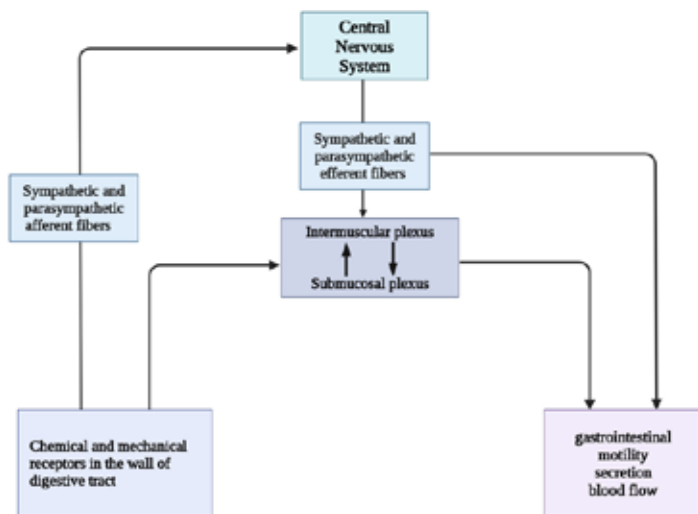 Central
Nervous
System
Sympathetic and
parasympathetic
efferent fibers
Sympathetic and
parasympathetic
afferent fibers
Intermuscular plexus
Submucosal plexus
Chemical and mechanical
receptors in the wall of
digestive tract
gastrointestinal
motility
secretion
blood flow